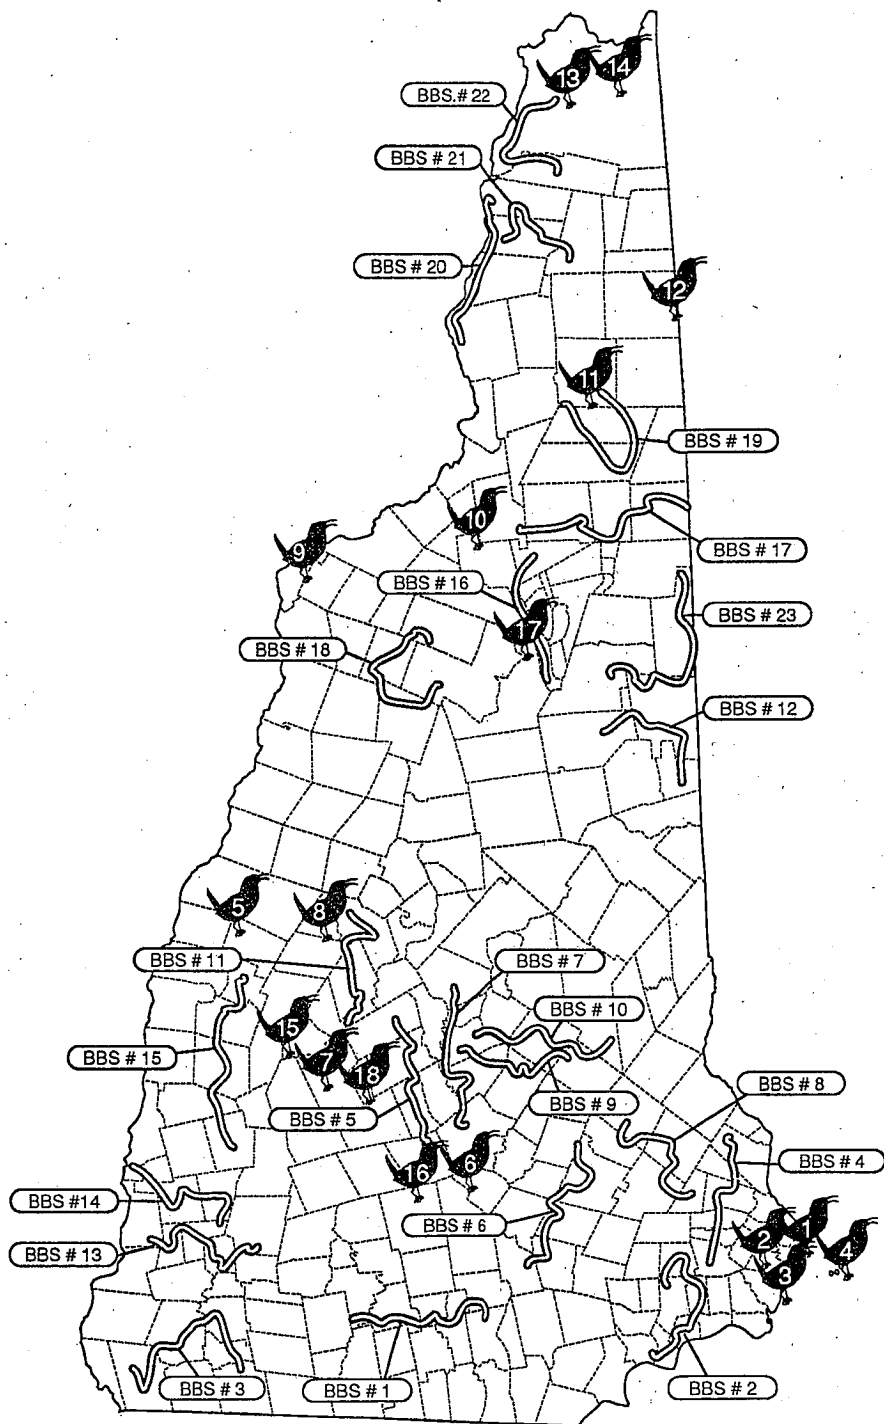 13
14
BBS.# 22
BBS # 21
BBS # 20
12
11
BBS # 19
10
9
BBS # 17
BBS # 16
BBS # 23
17
BBS # 18
BBS # 12
5
8
BBS # 11
BBS # 7
BBS # 10
15
BBS # 15
7
18
BBS # 8
BBS # 9
BBS # 5
BBS # 4
16
6
BBS #14
BBS # 6
1
2
4
BBS # 13
3
BBS # 3
BBS # 1
BBS # 2